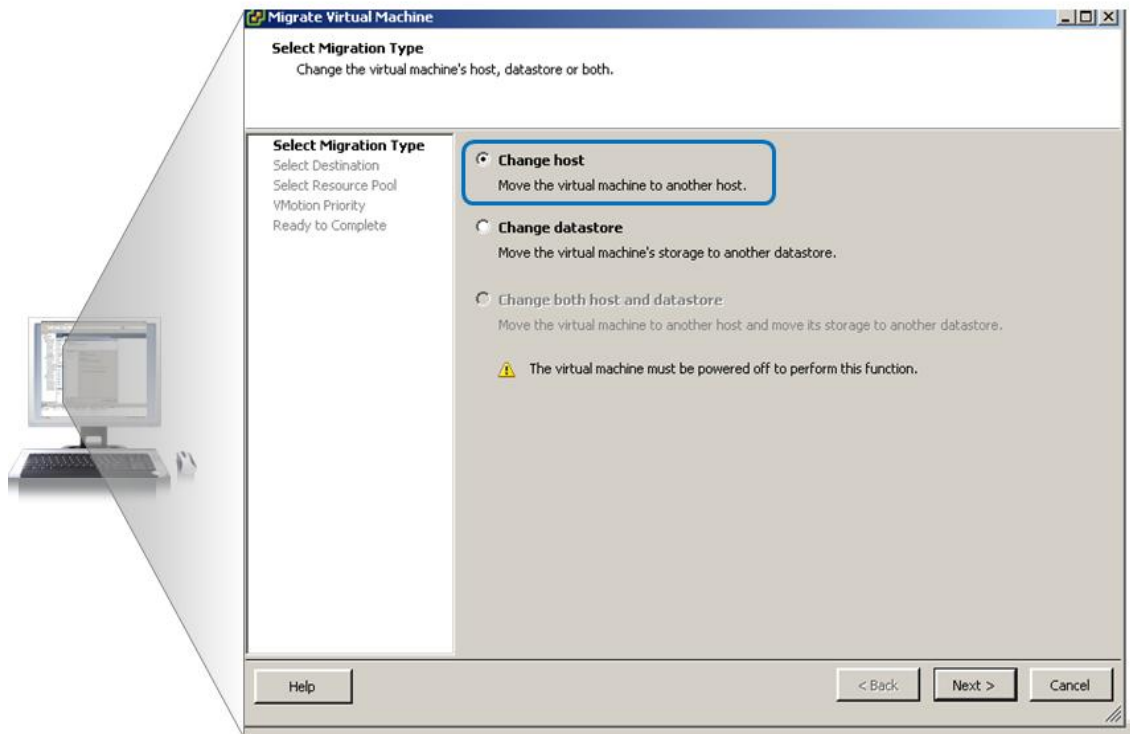 Migrate Virtual Machine
Select Migration Type
Change the virtual machine's host, datastore or both.
Select Migration Type
Select Destination
Select Resource Pool
VMotion Priority
Ready to Complete
Change host
Move the virtual machine to another host.
Change datastore
Move the virtual machine's storage to another datastore.
Change both host and datastore
Move the virtual machine to another host and move its storage to another datastore.
The virtual machine must be powered off to perform this function.
Help
< Back
Next >
Cancel